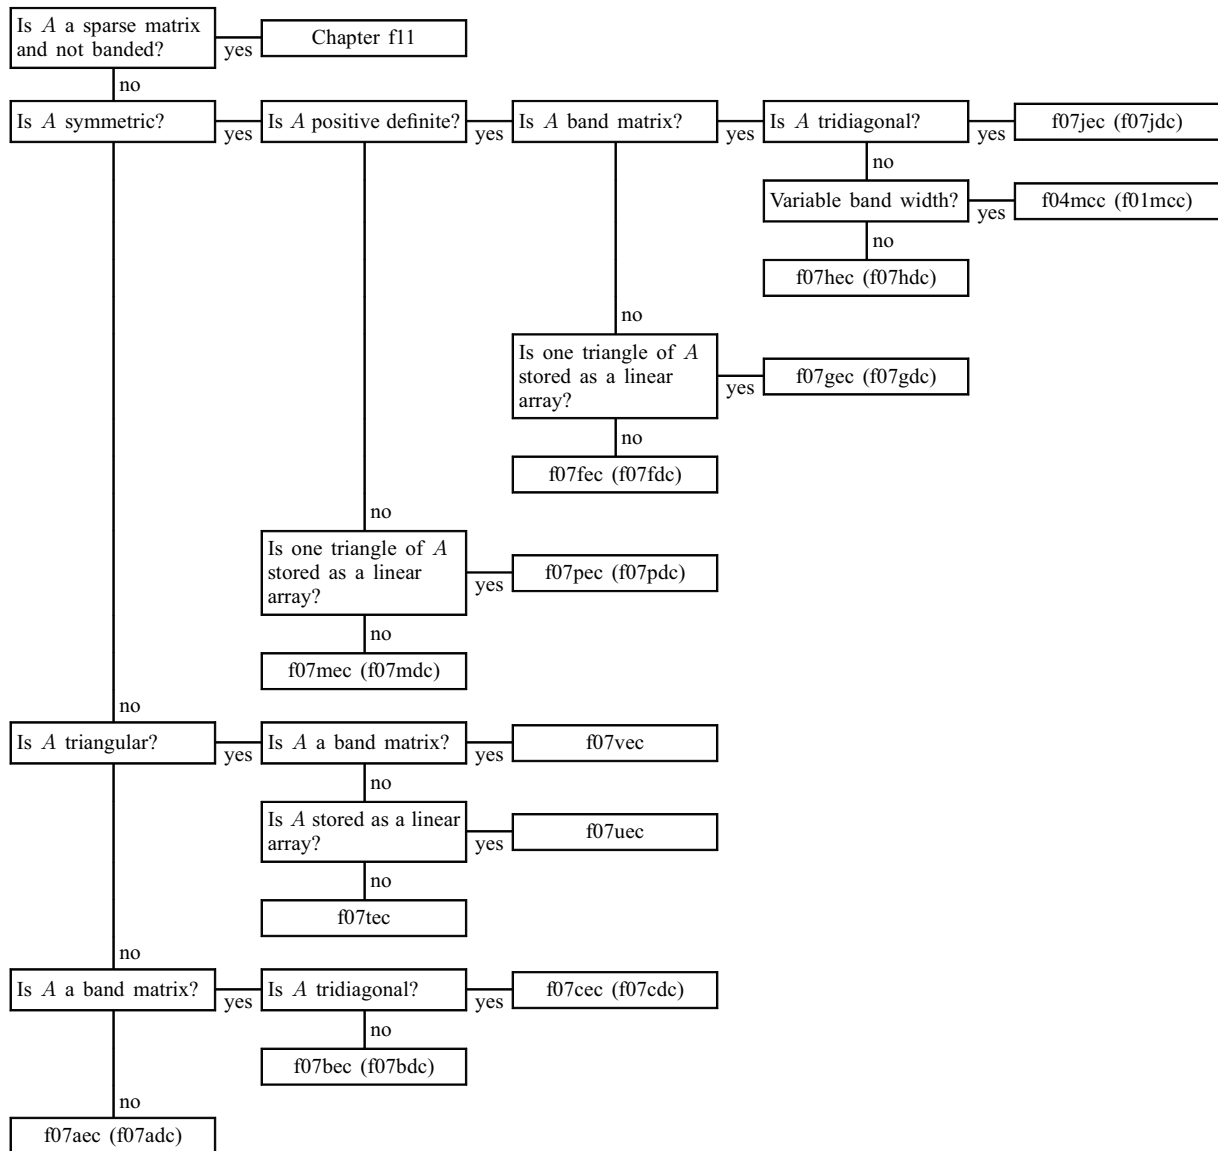 Is A a sparse matrix
and not banded?
yes
Chapter f11
no
Is A symmetric?
yes
Is A positive definite?
yes
Is A band matrix?
yes
Is A tridiagonal?
yes
f07jec (f07jdc)
no
Variable band width?
yes
f04mcc (f01mcc)
no
f07hec (f07hdc)
no
Is one triangle of A
stored as a linear
array?
yes
f07gec (f07gdc)
no
f07fec (f07fdc)
no
Is one triangle of A
stored as a linear
array?
yes
f07pec (f07pdc)
no
f07mec (f07mdc)
no
Is A triangular?
yes
Is A a band matrix?
yes
f07vec
no
Is A stored as a linear
array?
yes
f07uec
no
f07tec
no
Is A a band matrix?
yes
Is A tridiagonal?
yes
f07cec (f07cdc)
no
f07bec (f07bdc)
no
f07aec (f07adc)